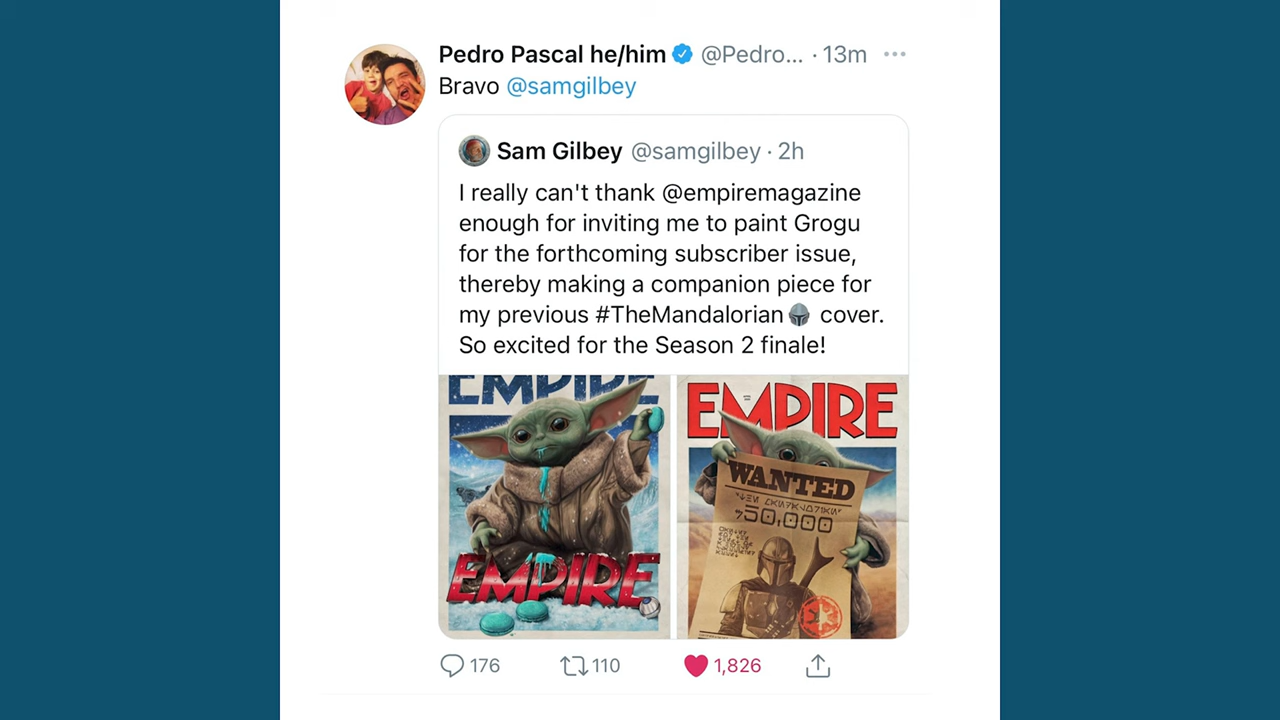 Pedro Pascal he/him @Pedro... · 13m
Bravo @samgilbey
Sam Gilbey @samgilbey · 2h
I really can't thank @empiremagazine
enough for inviting me to paint Grogu
for the forthcoming subscriber issue,
thereby making a companion piece for
my previous #TheMandalorian cover.
So excited for the Season 2 finale!
EMPIRE
EMPIRE
EMPIRE
WANTED
50,000
176 110 1,826